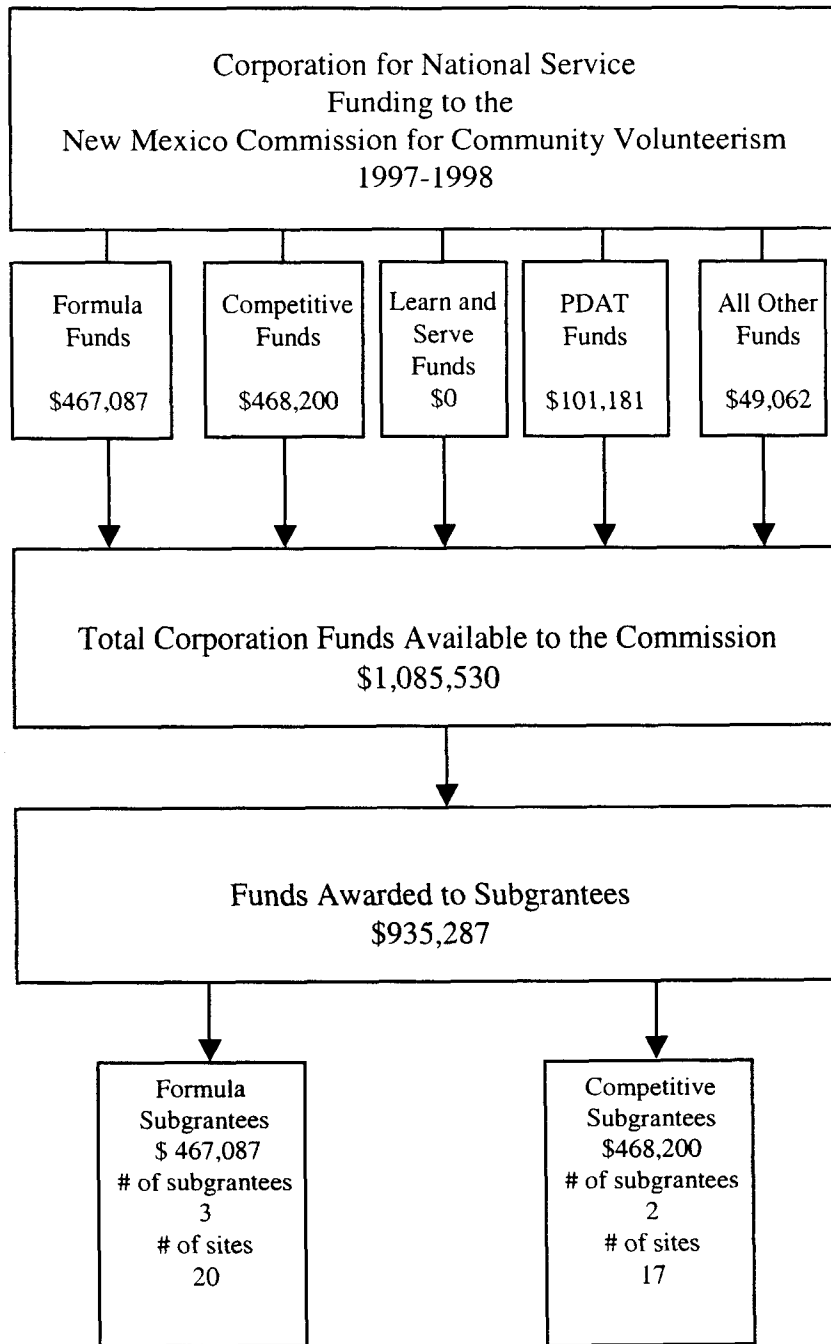 Corporation for National Service
Funding to the
New Mexico Commission for Community Volunteerism
1997-1998
Formula
Funds
$467,087
Competitive
Funds
$468,200
Learn and
Serve
Funds
$0
PDAT
Funds
$101,181
All Other
Funds
$49,062
Total Corporation Funds Available to the Commission
$1,085,530
Funds Awarded to Subgrantees
$935,287
Formula
Subgrantees
$ 467,087
# of subgrantees
3
# of sites
20
Competitive
Subgrantees
$468,200
# of subgrantees
2
# of sites
17